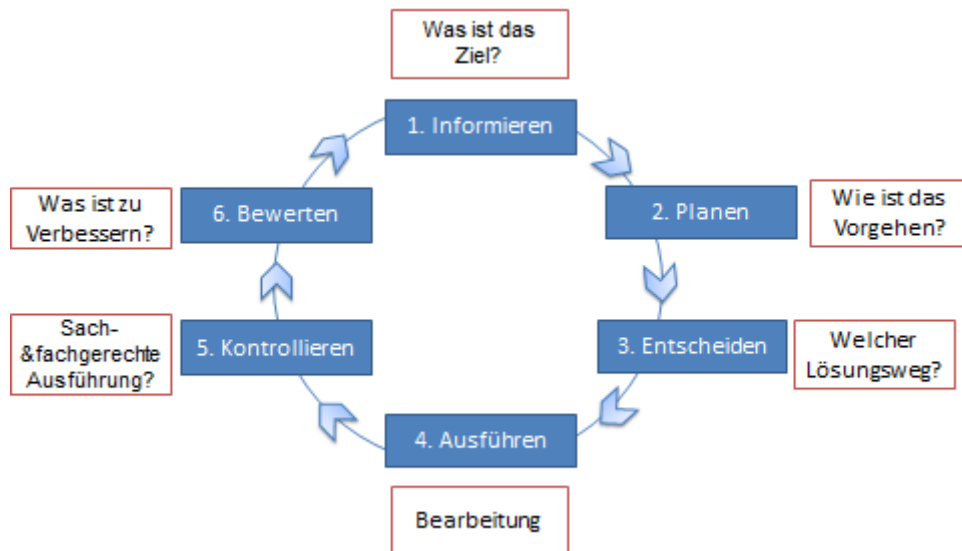 Was ist das
Ziel?
1. Informieren
2. Planen
Wie ist das
Vorgehen?
3. Entscheiden
Welcher
Lösungsweg?
4. Ausführen
Bearbeitung
5. Kontrollieren
Sach-
&fachgerechte
Ausführung?
6. Bewerten
Was ist zu
Verbessern?